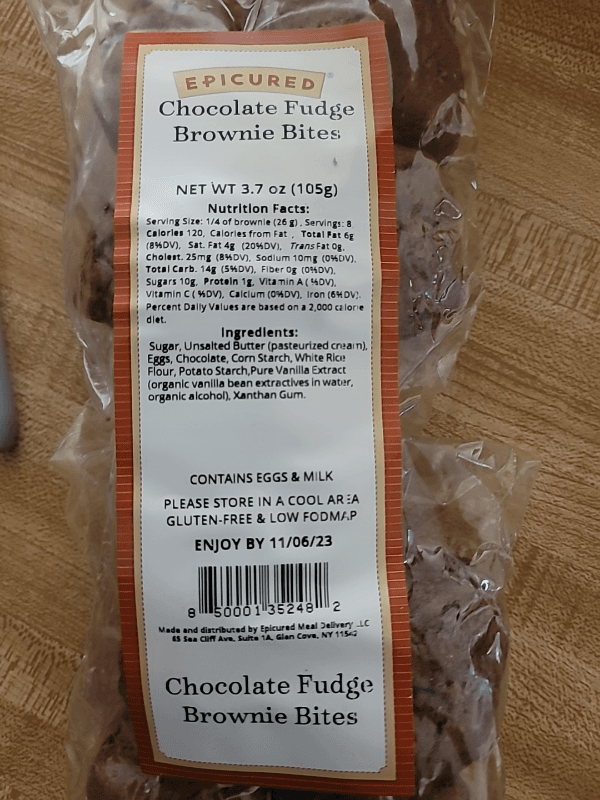 EPICURED
Chocolate Fudge
Brownie Bites
NET WT 3.7 oz (105g)
Nutrition Facts:
Serving Size: 1/4 of brownie (26 g), Servings: 8
Calories 120, Calories from Fat , Total Fat 6g
(8%DV), Sat. Fat 4g (20%DV), Trans Fat 0g,
Cholest. 25mg (8%DV), Sodium 10mg (0%DV),
Total Carb. 14g (5%DV), Fiber 0g (0%DV),
Sugars 10g, Protein 1g, Vitamin A ( %DV),
Vitamin C ( %DV), Calcium (0%DV), Iron (6%DV).
Percent Daily Values are based on a 2,000 calorie
diet.
Ingredients:
Sugar, Unsalted Butter (pasteurized cream),
Eggs, Chocolate, Corn Starch, White Rice
Flour, Potato Starch,Pure Vanilla Extract
(organic vanilla bean extractives in water,
organic alcohol), Xanthan Gum.
CONTAINS EGGS & MILK
PLEASE STORE IN A COOL AREA
GLUTEN-FREE & LOW FODMAP
ENJOY BY 11/06/23
8 50001 35248 2
Made and distributed by Epicured Meal Delivery LLC
65 Sea Cliff Ave, Suite 1A, Glen Cove, NY 11542
Chocolate Fudge
Brownie Bites